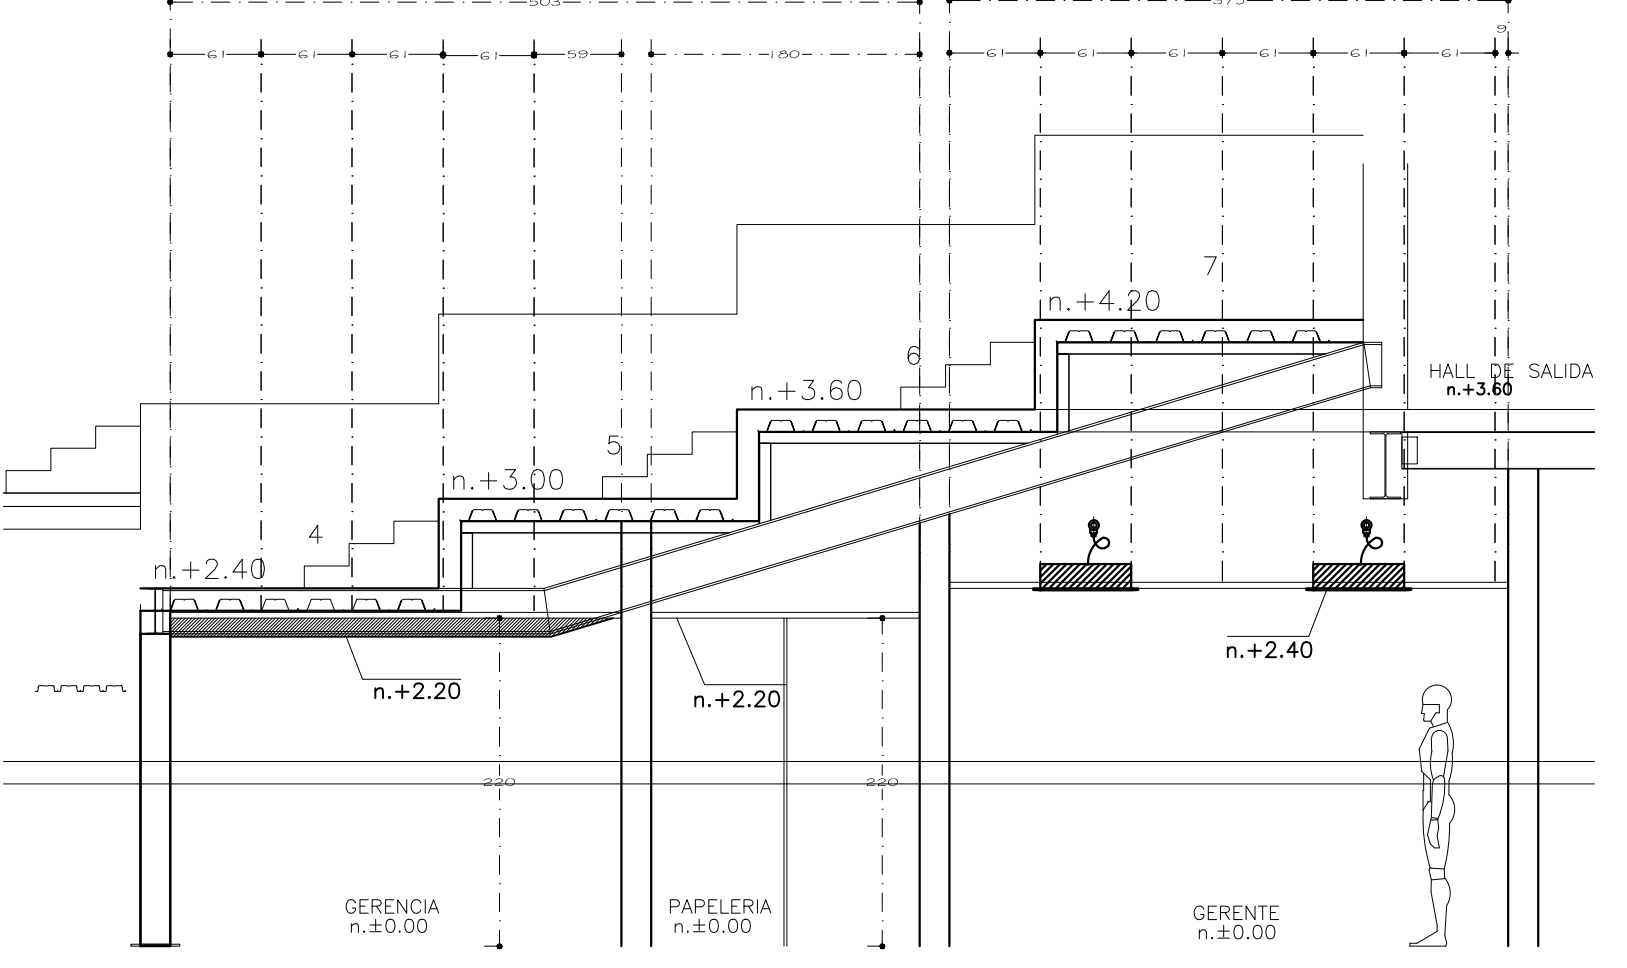 503
375
61 61 61 61 59 180 61 61 61 61 61 61 9
7
n.+4.20
6
HALL DE SALIDA
n.+3.60
n.+3.60
5
n.+3.00
4
n.+2.40
n.+2.40
n.+2.20
n.+2.20
220
220
GERENCIA
n.±0.00
PAPELERIA
n.±0.00
GERENTE
n.±0.00